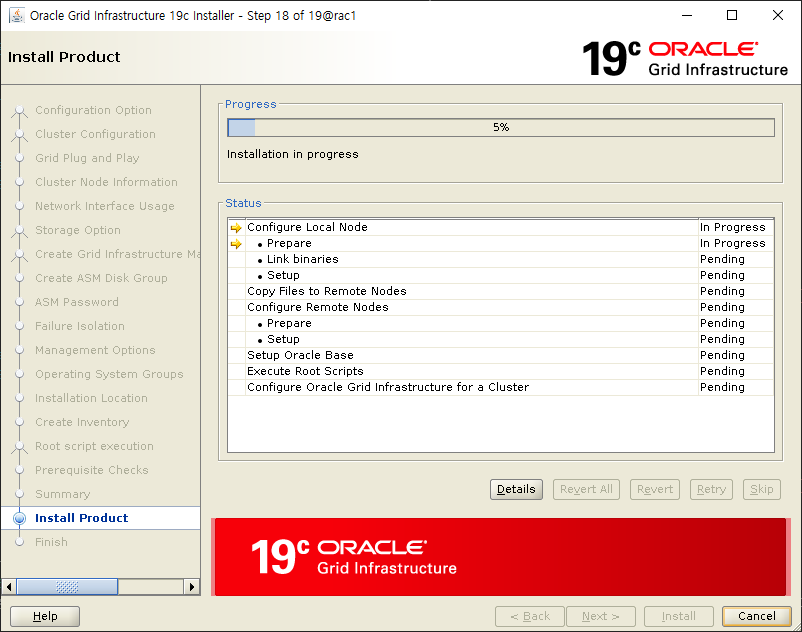 Oracle Grid Infrastructure 19c Installer - Step 18 of 19@rac1
Install Product
19c ORACLE
Grid Infrastructure
Configuration Option
Cluster Configuration
Grid Plug and Play
Cluster Node Information
Network Interface Usage
Storage Option
Create Grid Infrastructure Ma
Create ASM Disk Group
ASM Password
Failure Isolation
Management Options
Operating System Groups
Installation Location
Create Inventory
Root script execution
Prerequisite Checks
Summary
Install Product
Finish
Progress
5%
Installation in progress
Status
Configure Local Node In Progress
• Prepare In Progress
• Link binaries Pending
• Setup Pending
Copy Files to Remote Nodes Pending
Configure Remote Nodes Pending
• Prepare Pending
• Setup Pending
Setup Oracle Base Pending
Execute Root Scripts Pending
Configure Oracle Grid Infrastructure for a Cluster Pending
Details Revert All Revert Retry Skip
19c ORACLE
Grid Infrastructure
Help < Back Next > Install Cancel